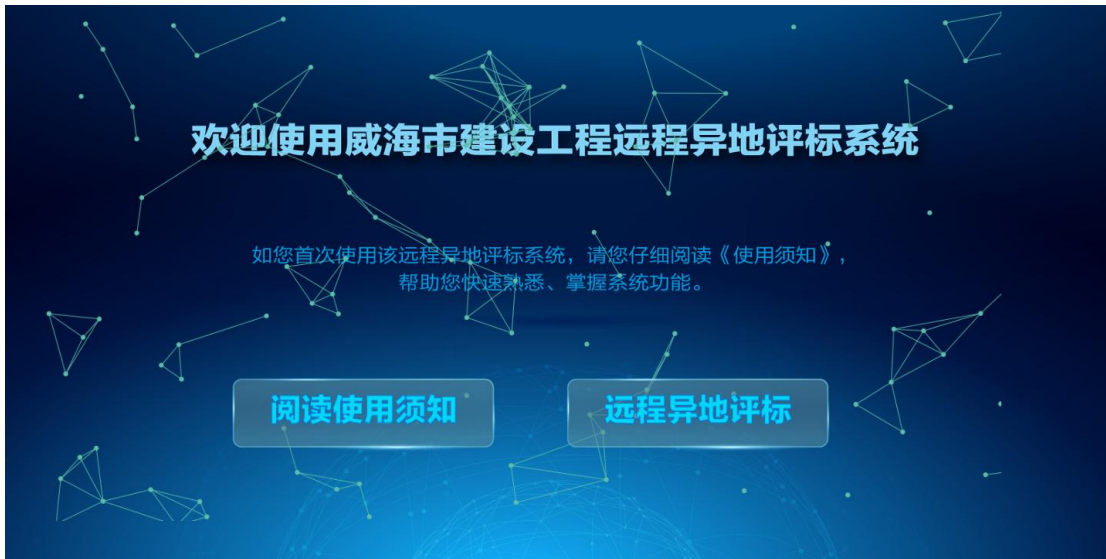 欢迎使用威海市建设工程远程异地评标系统
如您首次使用该远程异地评标系统，请您仔细阅读《使用须知》，
帮助您快速熟悉、掌握系统功能。
阅读使用须知
远程异地评标